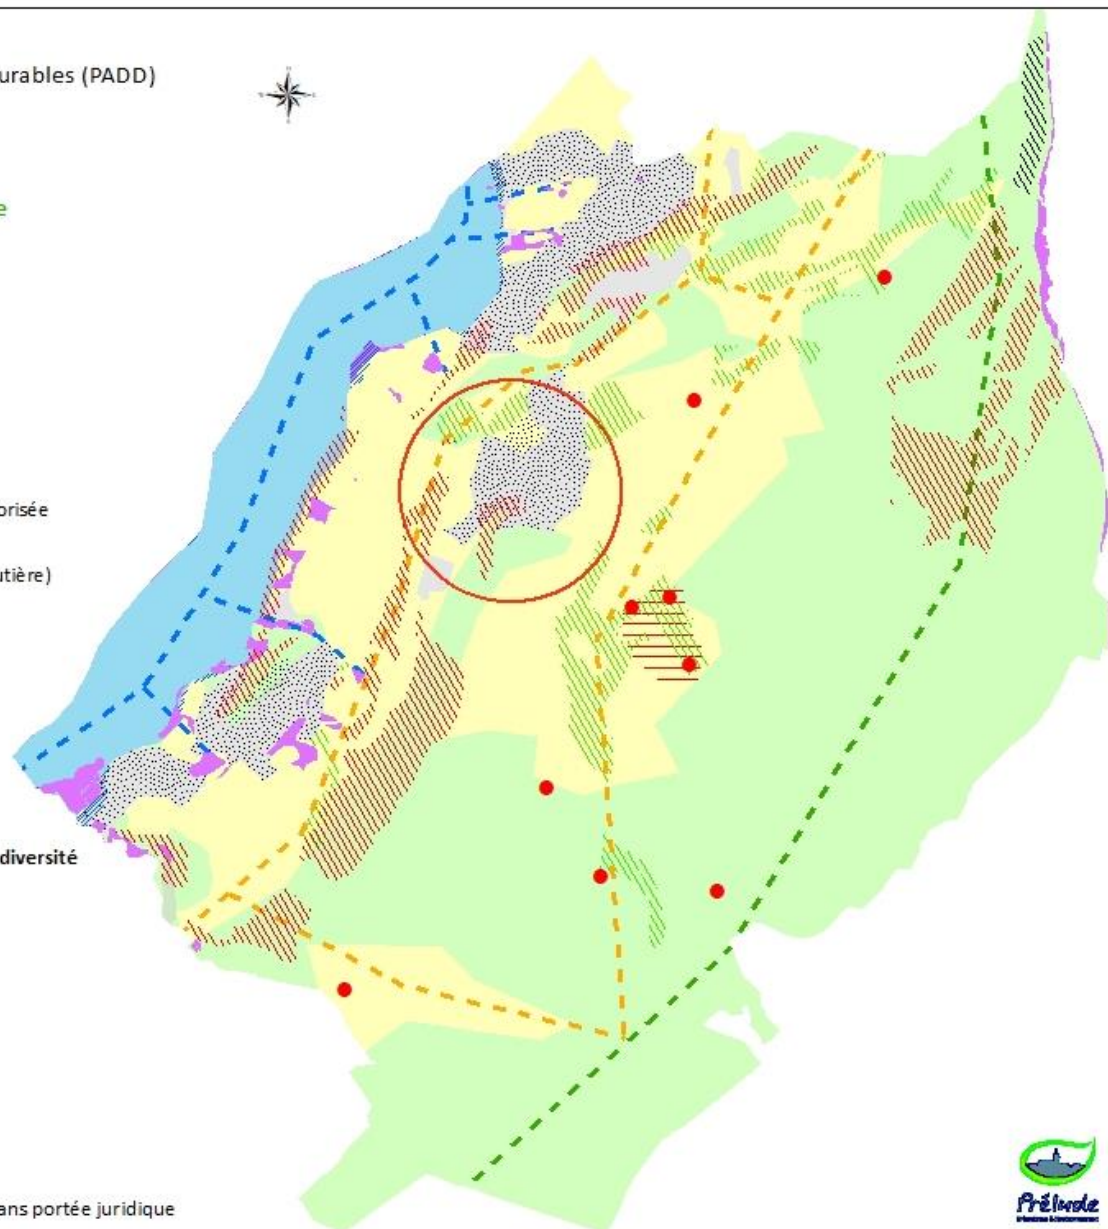 urables (PADD)
e
orisée
utière)
diversité
ans portée juridique
Prélude